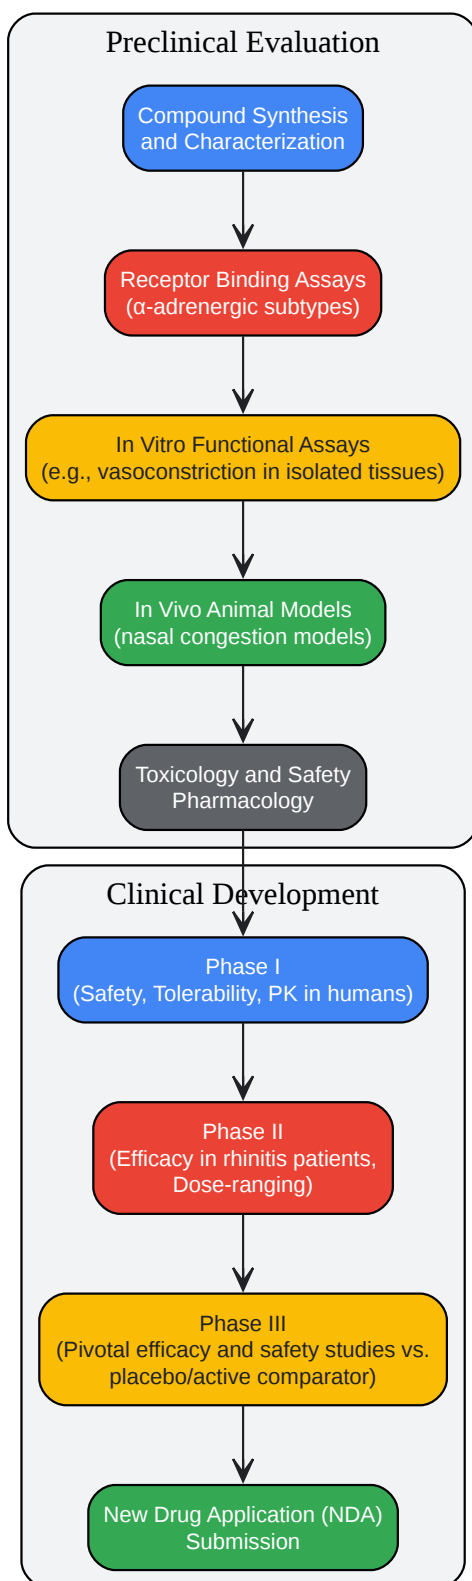 Preclinical Evaluation
Compound Synthesis
and Characterization
Receptor Binding Assays
(α-adrenergic subtypes)
In Vitro Functional Assays
(e.g., vasoconstriction in isolated tissues)
In Vivo Animal Models
(nasal congestion models)
Toxicology and Safety
Pharmacology
Clinical Development
Phase I
(Safety, Tolerability, PK in humans)
Phase II
(Efficacy in rhinitis patients,
Dose-ranging)
Phase III
(Pivotal efficacy and safety studies vs.
placebo/active comparator)
New Drug Application (NDA)
Submission